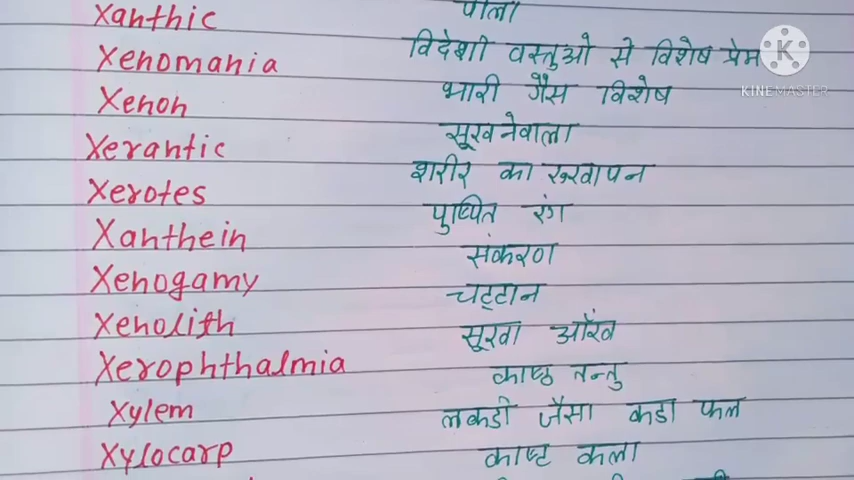 Xanthic पीला
Xenomania विदेशी वस्तुओ से विशेष प्रेम
Xenon भारी गैस विशेष
Xerantic सूखनेवाला
Xerotes शरीर का रूखापन
Xanthein पुष्पित रंग
Xenogamy संकरण
Xenolith चट्टान
Xerophthalmia सूखा आँख
Xylem काष्ठ तन्तु
Xylocarp लकडी जैसा कडा फल
काष्ट कला
KINEMASTER